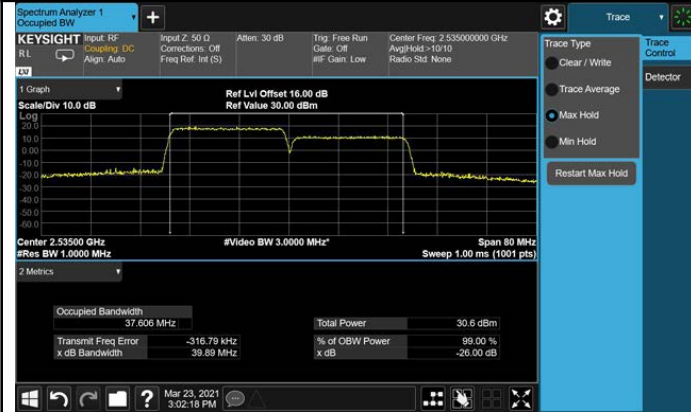 Spectrum Analyzer 1
Occupied BW
+
Trace
KEYSIGHT
RL
Input: RF
Coupling: DC
Align: Auto
Input Z: 50 Ω
Corrections: Off
Freq Ref: Int (S)
Atten: 30 dB
Trig: Free Run
Gate: Off
#IF Gain: Low
Center Freq: 2.535000000 GHz
Avg|Hold:>10/10
Radio Std: None
LXI
1 Graph
Scale/Div 10.0 dB
Ref Lvl Offset 16.00 dB
Ref Value 30.00 dBm
Log
20.0
10.0
0.00
-10.0
-20.0
-30.0
-40.0
-50.0
-60.0
Center 2.53500 GHz
#Res BW 1.0000 MHz
#Video BW 3.0000 MHz*
Span 80 MHz
Sweep 1.00 ms (1001 pts)
2 Metrics
Occupied Bandwidth
37.606 MHz
Transmit Freq Error
-316.79 kHz
x dB Bandwidth
39.89 MHz
Total Power
30.6 dBm
% of OBW Power
99.00 %
x dB
-26.00 dB
Trace Type
Clear / Write
Trace Average
Max Hold
Min Hold
Restart Max Hold
Trace
Control
Detector
?
Mar 23, 2021
3:02:18 PM